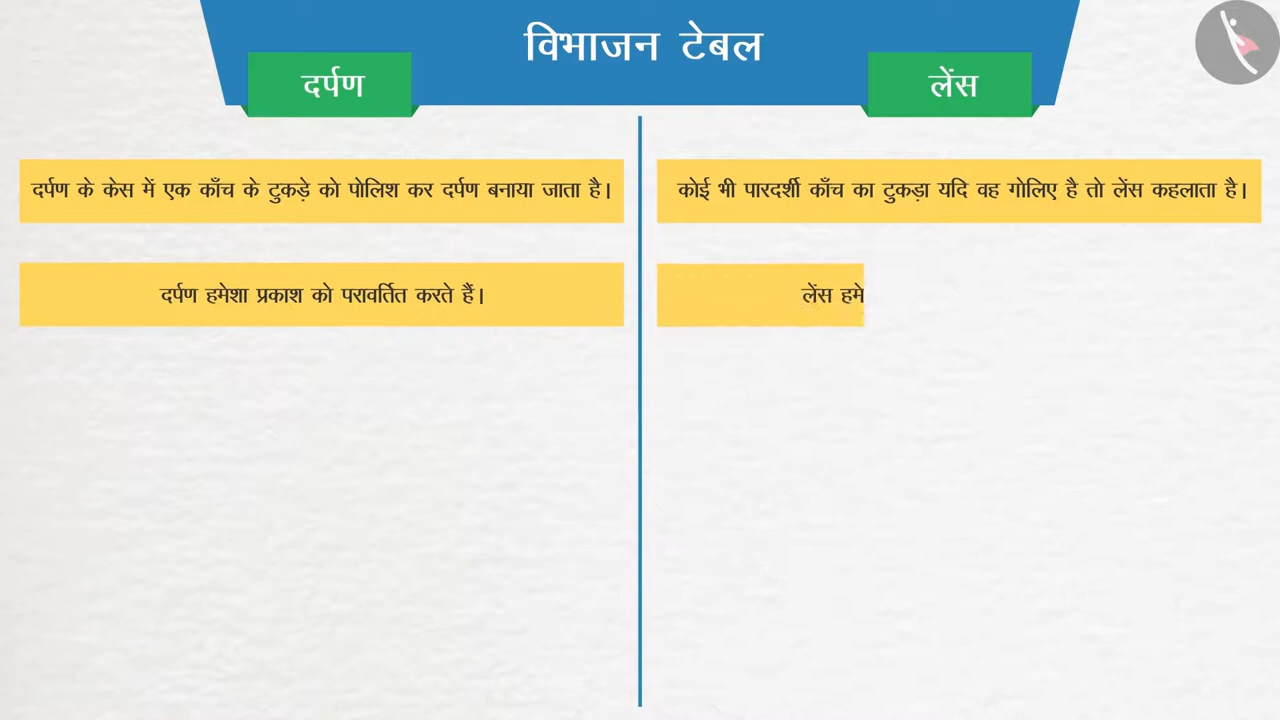 विभाजन टेबल
दर्पण
लेंस
दर्पण के केस में एक काँच के टुकड़े को पोलिश कर दर्पण बनाया जाता है।
कोई भी पारदर्शी काँच का टुकड़ा यदि वह गोलिए है तो लेंस कहलाता है।
दर्पण हमेशा प्रकाश को परावर्तित करते हैं।
लेंस हमे